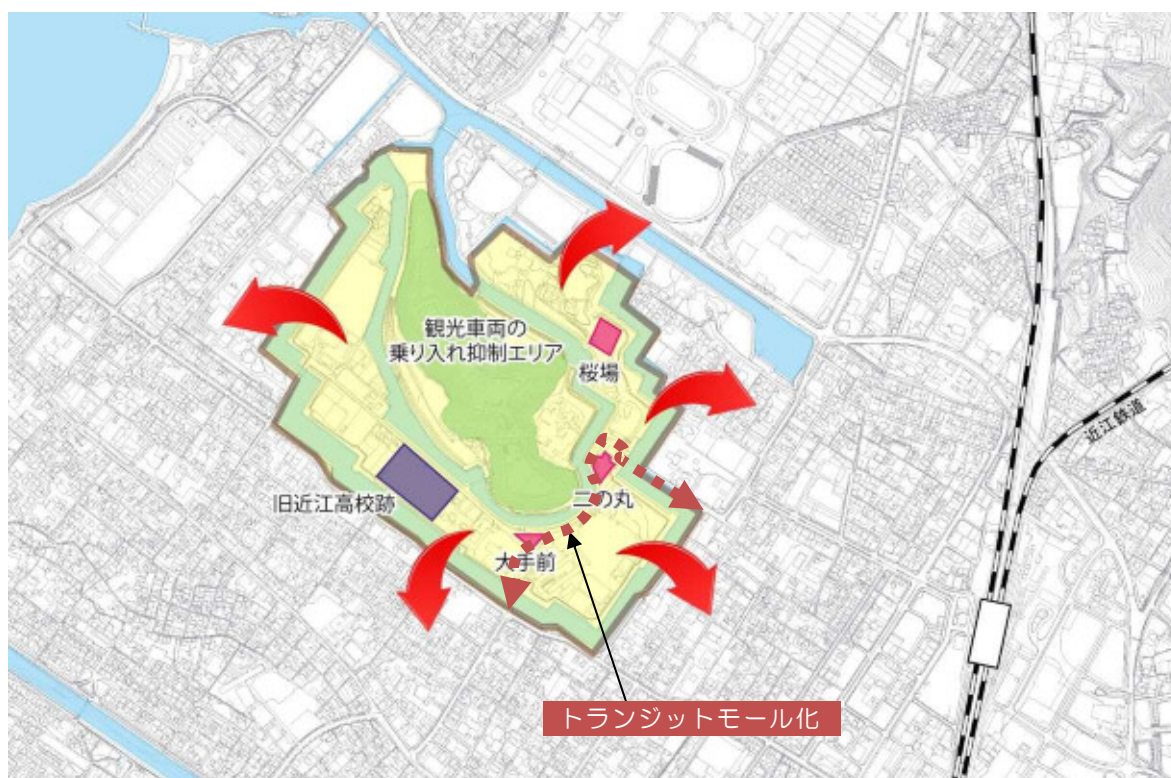 観光車両の
乗り入れ抑制エリア
桜場
近江鉄道
二の丸
旧近江高校跡
大手前
トランジットモール化